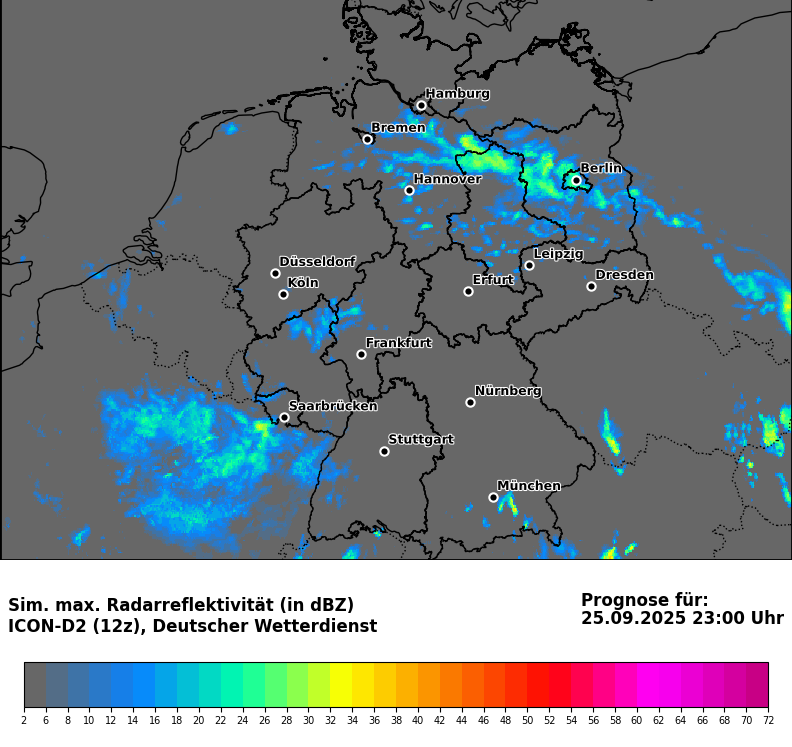 Hamburg
Bremen
Berlin
Hannover
Leipzig
Düsseldorf
Dresden
Köln
Erfurt
Frankfurt
Nürnberg
Saarbrücken
Stuttgart
München
Sim. max. Radarreflektivität (in dBZ)
ICON-D2 (12z), Deutscher Wetterdienst
Prognose für:
25.09.2025 23:00 Uhr
2 6 8 10 12 14 16 18 20 22 24 26 28 30 32 34 36 38 40 42 44 46 48 50 52 54 56 58 60 62 64 66 68 70 72